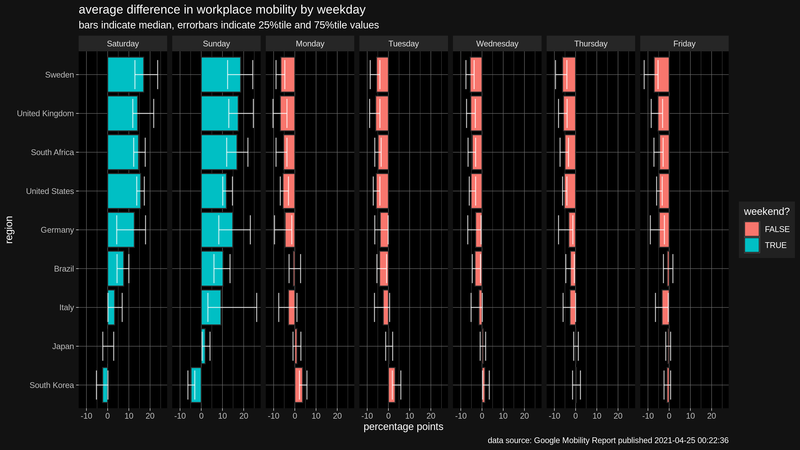 average difference in workplace mobility by weekday
bars indicate median, errorbars indicate 25%tile and 75%tile values
Saturday Sunday Monday Tuesday Wednesday Thursday Friday
Sweden
United Kingdom
South Africa
United States
Germany
Brazil
Italy
Japan
South Korea
region
-10 0 10 20 -10 0 10 20 -10 0 10 20 -10 0 10 20 -10 0 10 20 -10 0 10 20 -10 0 10 20
percentage points
weekend?
FALSE
TRUE
data source: Google Mobility Report published 2021-04-25 00:22:36